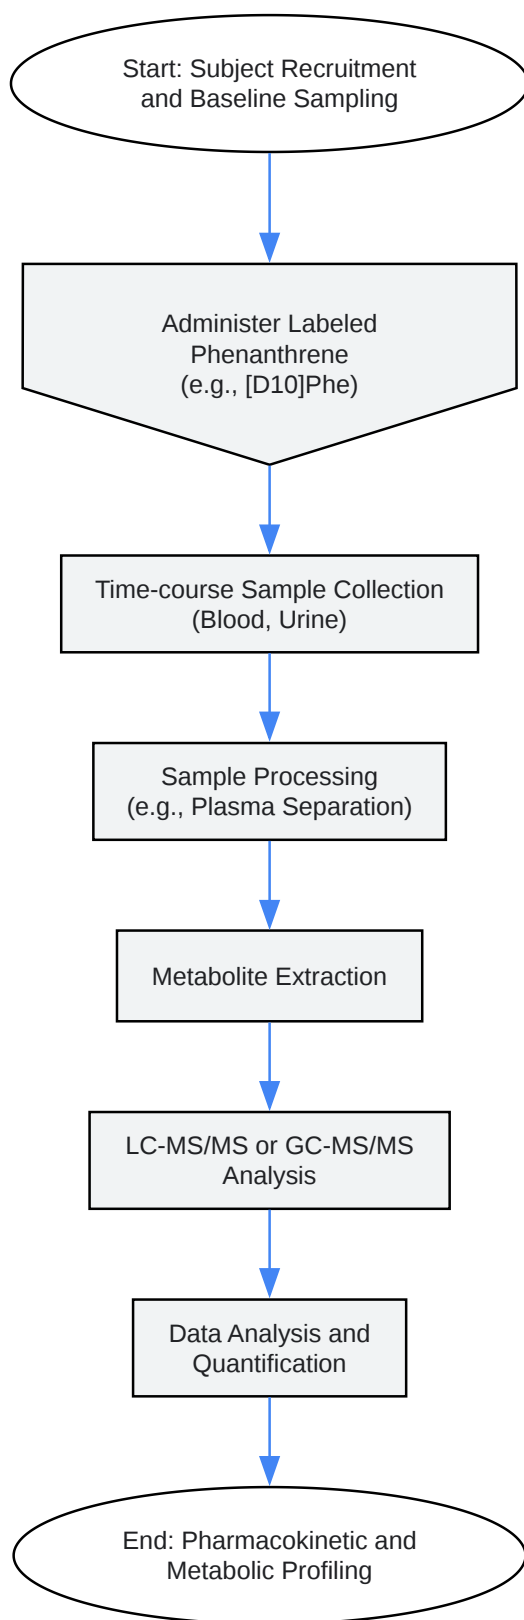 Start: Subject Recruitment
and Baseline Sampling
Administer Labeled
Phenanthrene
(e.g., [D10]Phe)
Time-course Sample Collection
(Blood, Urine)
Sample Processing
(e.g., Plasma Separation)
Metabolite Extraction
LC-MS/MS or GC-MS/MS
Analysis
Data Analysis and
Quantification
End: Pharmacokinetic and
Metabolic Profiling